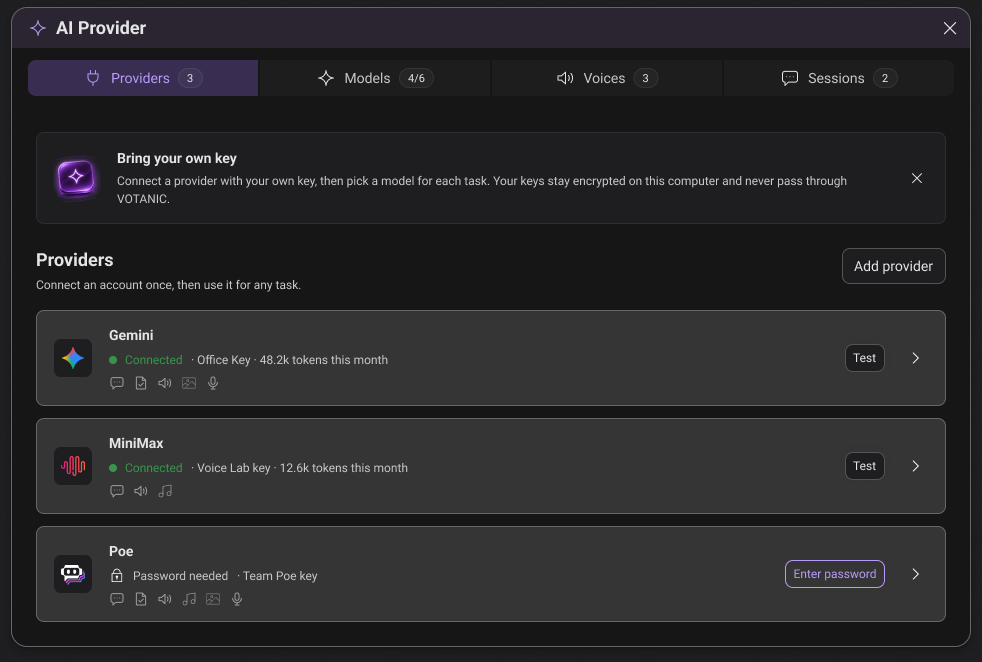 AI Provider
Providers 3
Models 4/6
Voices 3
Sessions 2
Bring your own key
Connect a provider with your own key, then pick a model for each task. Your keys stay encrypted on this computer and never pass through
VOTANIC.
Providers
Connect an account once, then use it for any task.
Add provider
Gemini
Connected · Office Key · 48.2k tokens this month
Test
MiniMax
Connected · Voice Lab key · 12.6k tokens this month
Test
Poe
Password needed · Team Poe key
Enter password